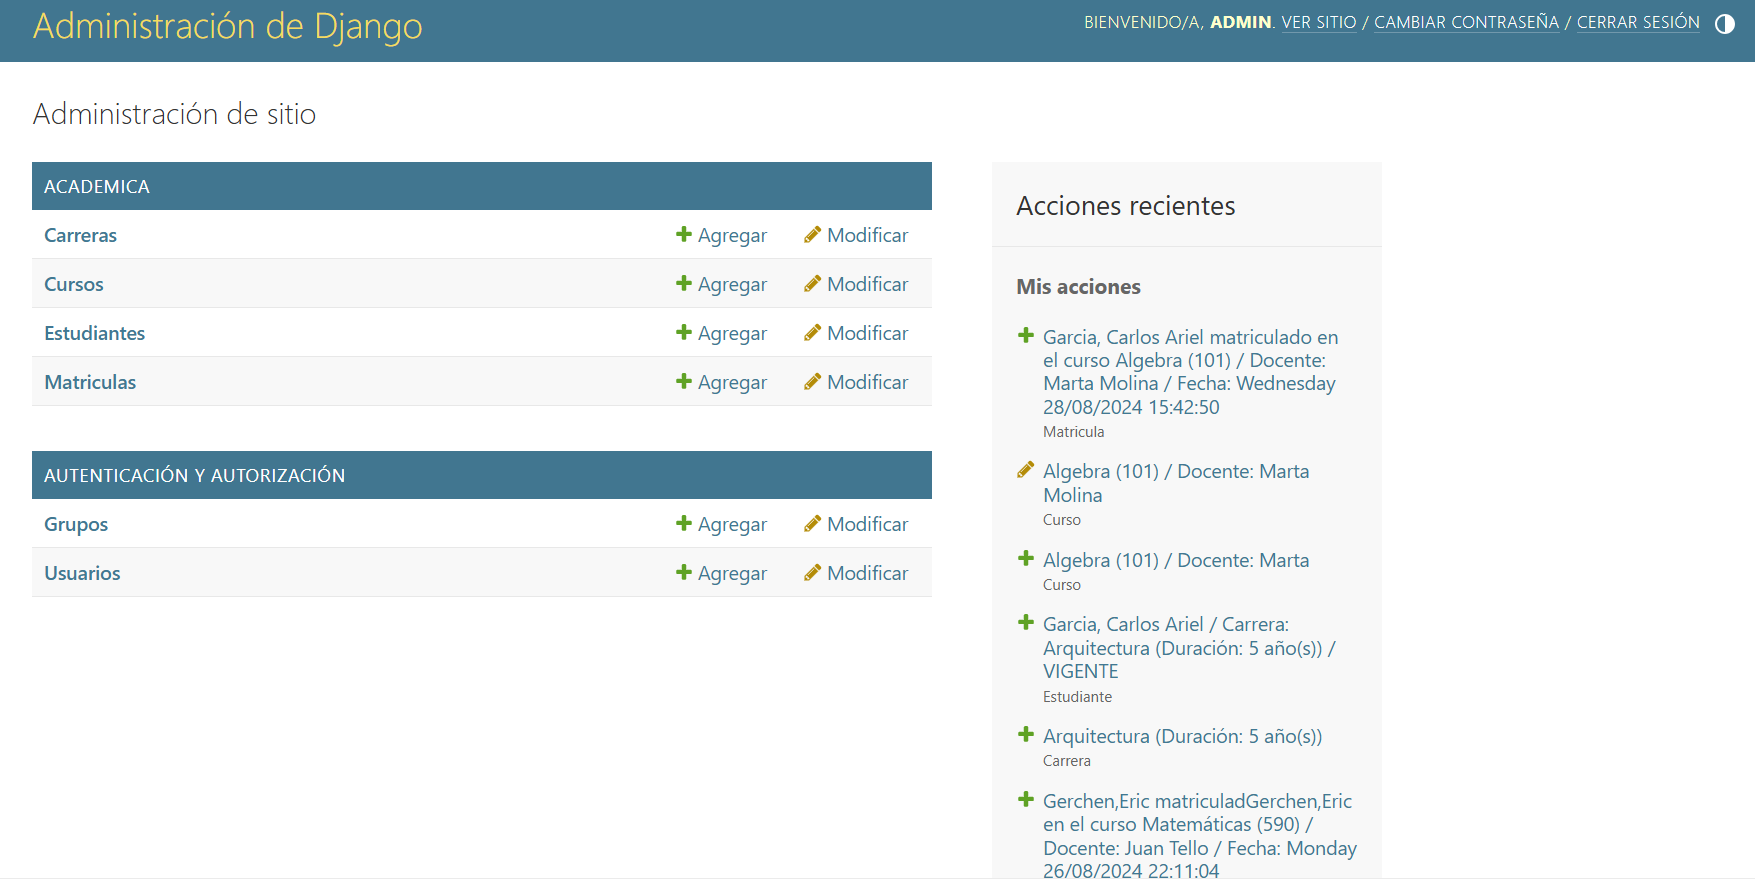 Administración de Django
BIENVENIDO/A, ADMIN. VER SITIO / CAMBIAR CONTRASEÑA / CERRAR SESIÓN
Administración de sitio
ACADEMICA
Carreras Agregar Modificar
Cursos Agregar Modificar
Estudiantes Agregar Modificar
Matriculas Agregar Modificar
AUTENTICACIÓN Y AUTORIZACIÓN
Grupos Agregar Modificar
Usuarios Agregar Modificar
Acciones recientes
Mis acciones
Garcia, Carlos Ariel matriculado en
el curso Algebra (101) / Docente:
Marta Molina / Fecha: Wednesday
28/08/2024 15:42:50
Matricula
Algebra (101) / Docente: Marta
Molina
Curso
Algebra (101) / Docente: Marta
Curso
Garcia, Carlos Ariel / Carrera:
Arquitectura (Duración: 5 año(s)) /
VIGENTE
Estudiante
Arquitectura (Duración: 5 año(s))
Carrera
Gerchen,Eric matriculadGerchen,Eric
en el curso Matemáticas (590) /
Docente: Juan Tello / Fecha: Monday
26/08/2024 22:11:04